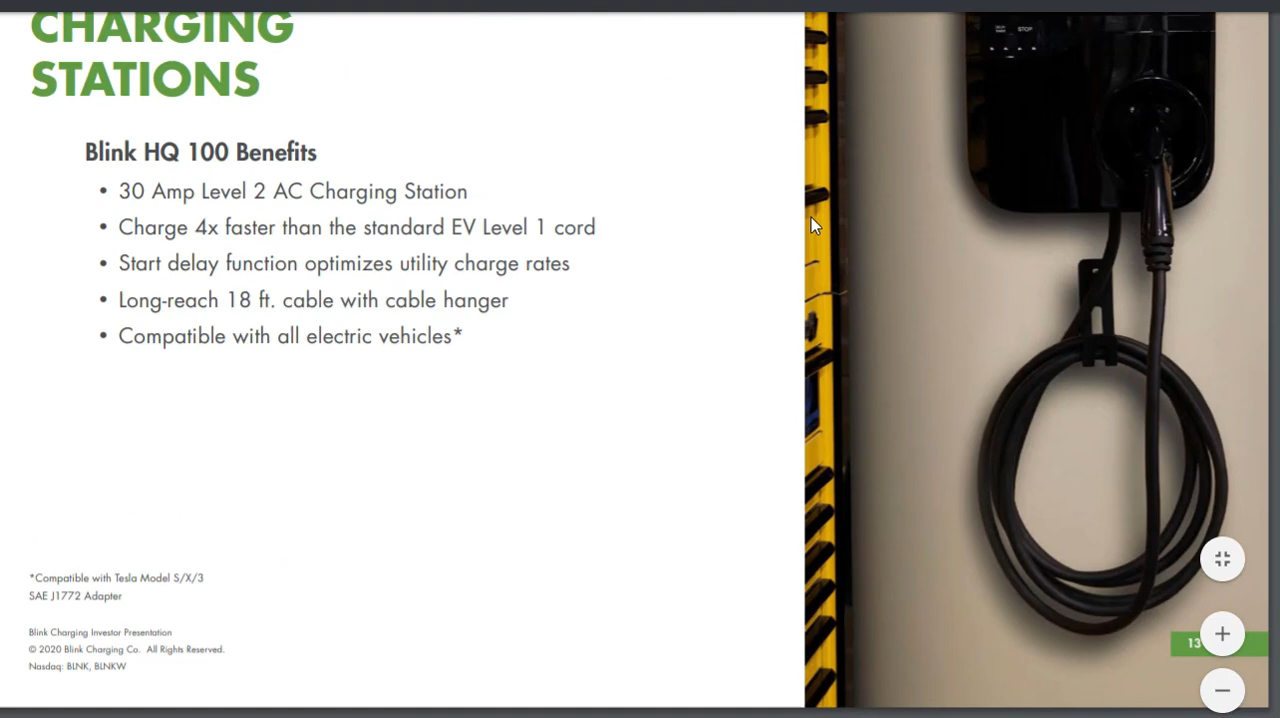 CHARGING
STATIONS
Blink HQ 100 Benefits
• 30 Amp Level 2 AC Charging Station
• Charge 4x faster than the standard EV Level 1 cord
• Start delay function optimizes utility charge rates
• Long-reach 18 ft. cable with cable hanger
• Compatible with all electric vehicles*
*Compatible with Tesla Model S/X/3
SAE J1772 Adapter
Blink Charging Investor Presentation
© 2020 Blink Charging Co. All Rights Reserved.
Nasdaq: BLNK, BLNKW
STOP
13